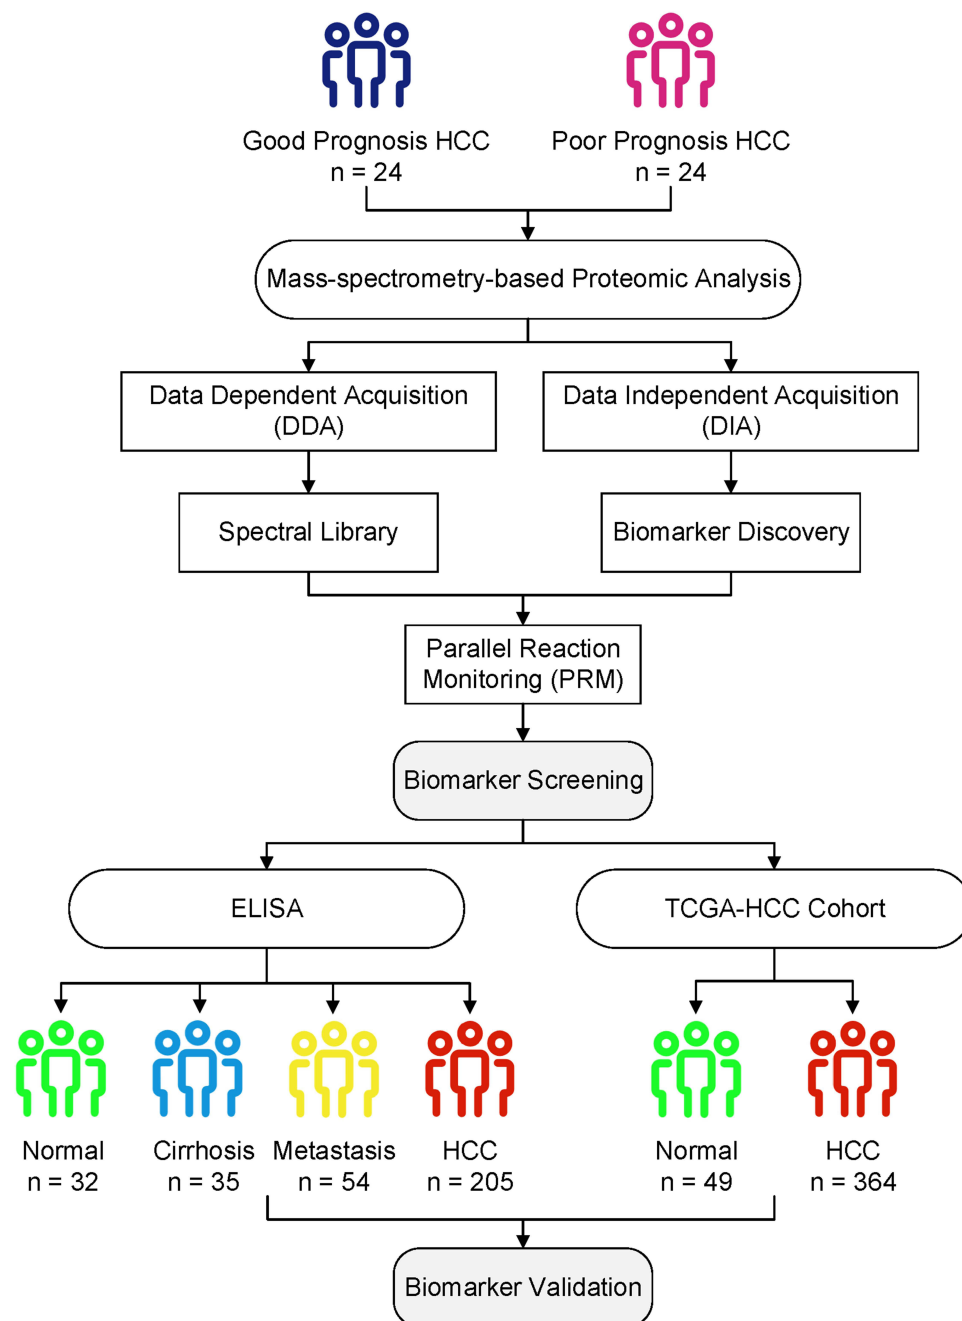 Good Prognosis HCC
n = 24
Poor Prognosis HCC
n = 24
Mass-spectrometry-based Proteomic Analysis
Data Dependent Acquisition
(DDA)
Data Independent Acquisition
(DIA)
Spectral Library
Biomarker Discovery
Parallel Reaction
Monitoring (PRM)
Biomarker Screening
ELISA
TCGA-HCC Cohort
Normal
n = 32
Cirrhosis
n = 35
Metastasis
n = 54
HCC
n = 205
Normal
n = 49
HCC
n = 364
Biomarker Validation